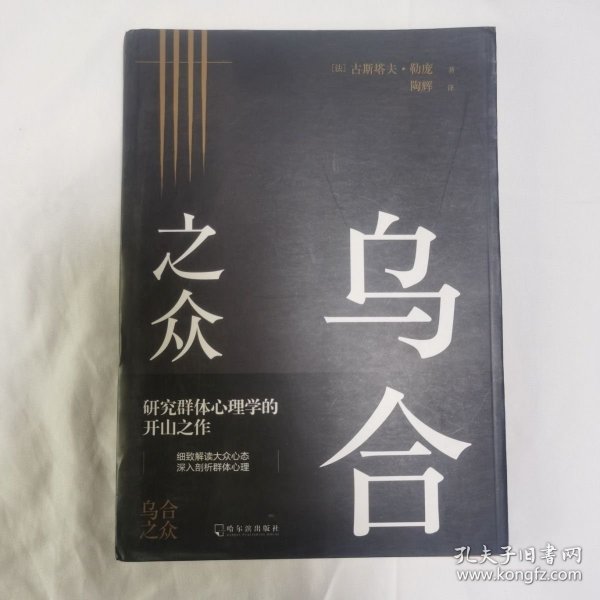 [法] 古斯塔夫·勒庞 著
陶辉 译
乌合
之众
研究群体心理学的
开山之作
细致解读大众心态
深入剖析群体心理
乌合
之众
哈尔滨出版社
孔夫子旧书网
www.kongfz.com